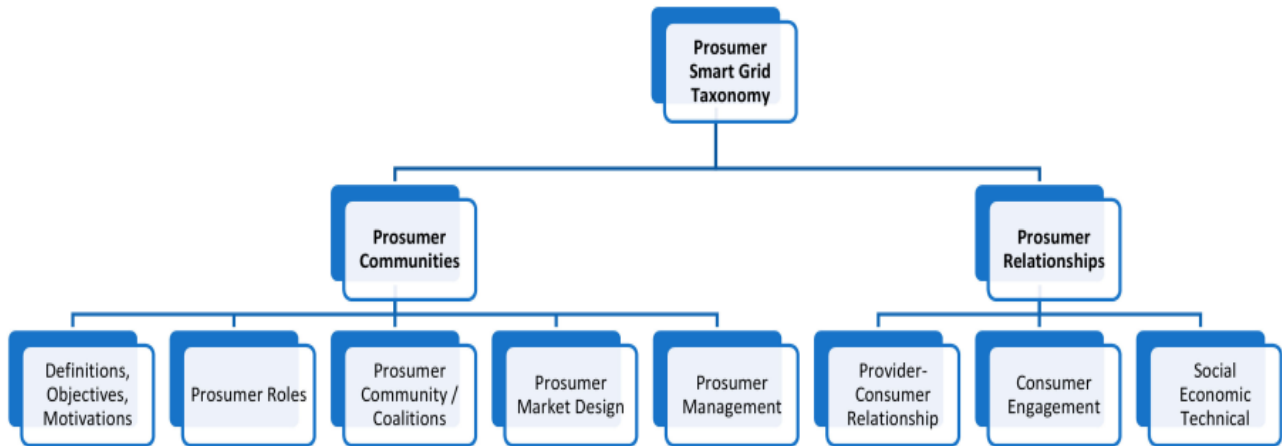 Prosumer
Smart Grid
Taxonomy
Prosumer
Communities
Prosumer
Relationships
Definitions,
Objectives,
Motivations
Prosumer Roles
Prosumer
Community /
Coalitions
Prosumer
Market Design
Prosumer
Management
Provider-
Consumer
Relationship
Consumer
Engagement
Social
Economic
Technical